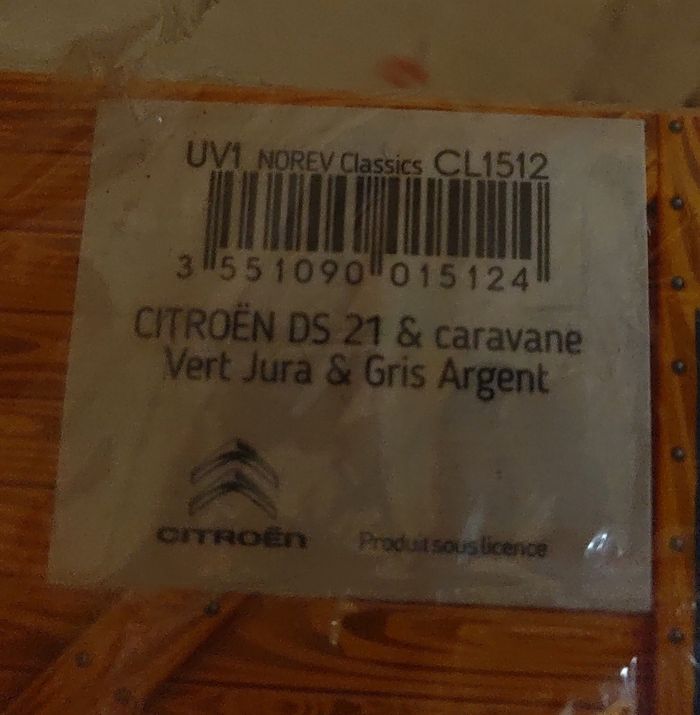 UV1 NOREV Classics CL1512
3 551090 015124
CITROËN DS 21 & caravane
Vert Jura & Gris Argent
CITROËN Produit sous licence